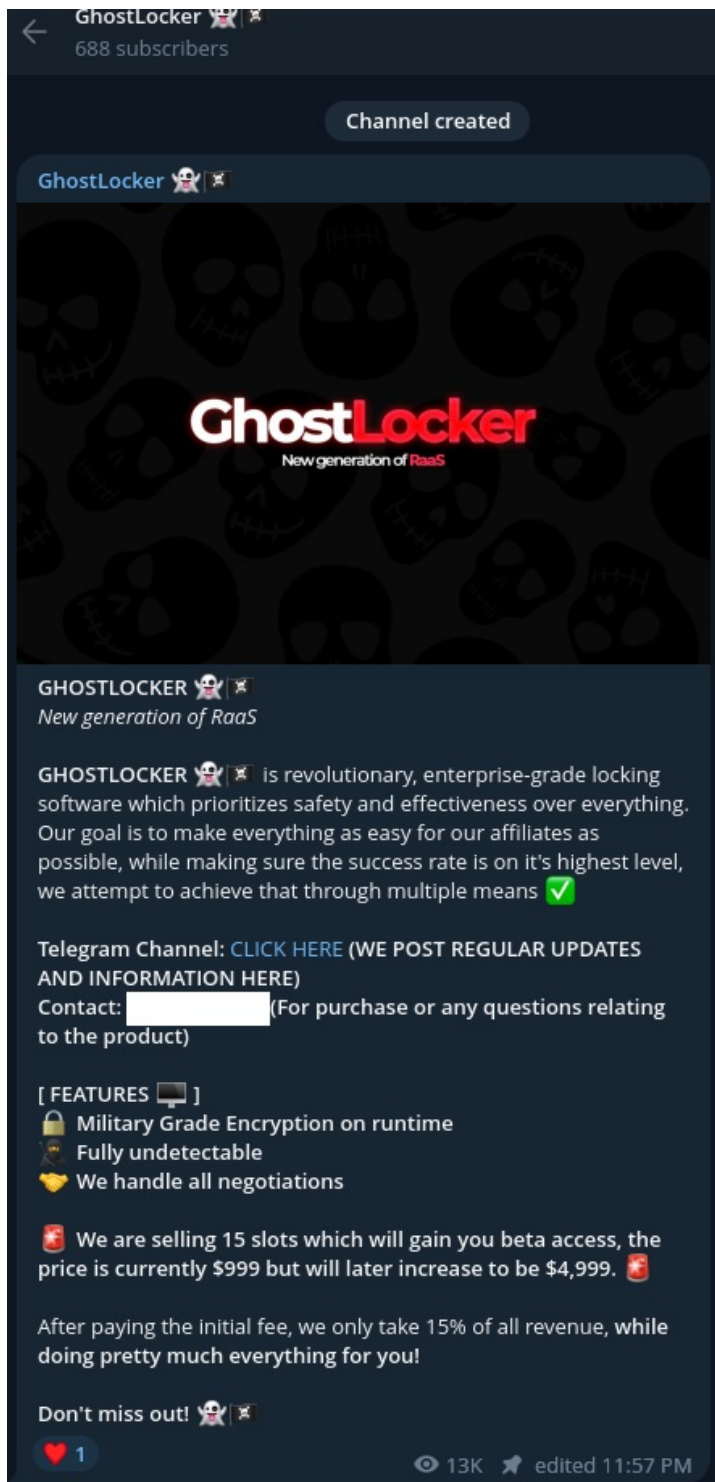 GhostLocker 👻🏴‍☠️
688 subscribers
Channel created
GhostLocker 👻🏴‍☠️
GhostLocker
New generation of RaaS
GHOSTLOCKER 👻🏴‍☠️
New generation of RaaS
GHOSTLOCKER 👻🏴‍☠️ is revolutionary, enterprise-grade locking
software which prioritizes safety and effectiveness over everything.
Our goal is to make everything as easy for our affiliates as
possible, while making sure the success rate is on it's highest level,
we attempt to achieve that through multiple means ✅
Telegram Channel: CLICK HERE (WE POST REGULAR UPDATES
AND INFORMATION HERE)
Contact: (For purchase or any questions relating
to the product)
[ FEATURES 🖥️ ]
🔒 Military Grade Encryption on runtime
🥷 Fully undetectable
🤝 We handle all negotiations
🚨 We are selling 15 slots which will gain you beta access, the
price is currently $999 but will later increase to be $4,999. 🚨
After paying the initial fee, we only take 15% of all revenue, while
doing pretty much everything for you!
Don't miss out! 👻🏴‍☠️
❤️ 1
13K edited 11:57 PM